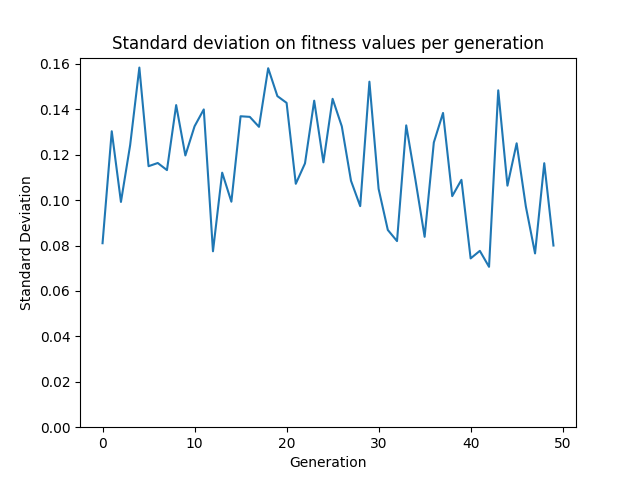 Standard deviation on fitness values per generation
0.16
0.14
0.12
0.10
0.08
0.06
0.04
0.02
0.00
Standard Deviation
0 10 20 30 40 50
Generation